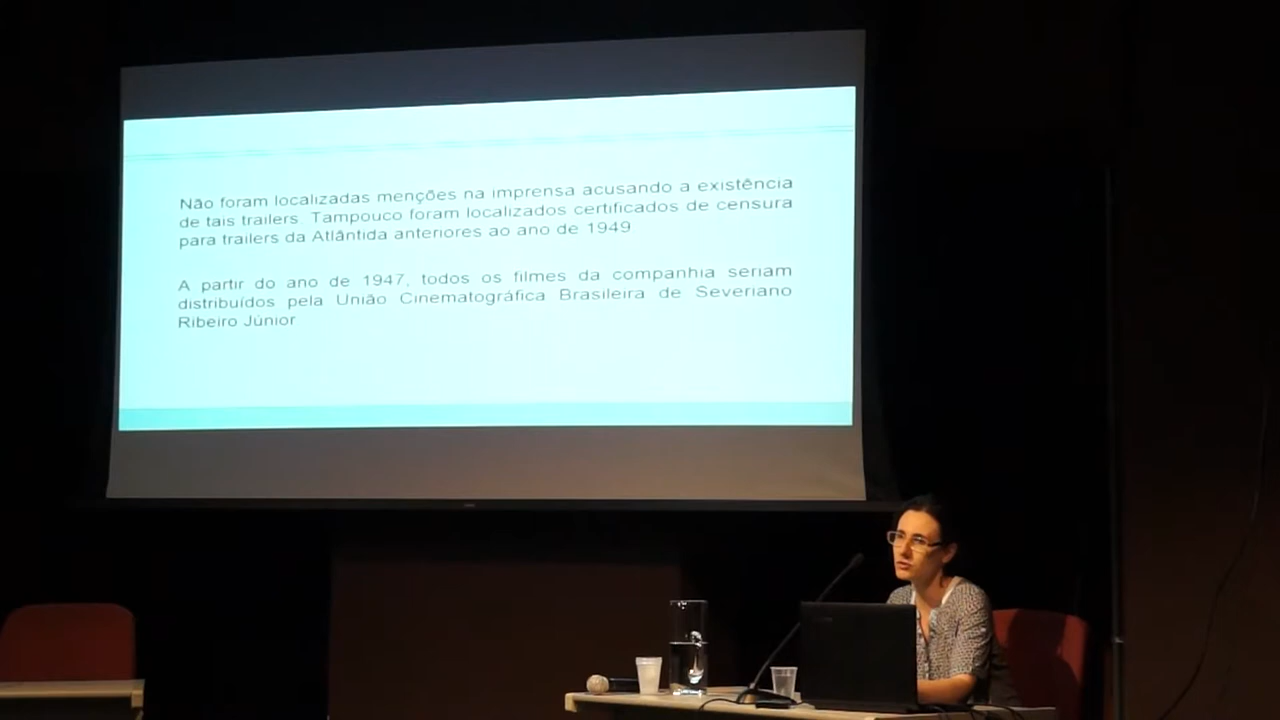 Não foram localizadas menções na imprensa acusando a existência
de tais trailers. Tampouco foram localizados certificados de censura
para trailers da Atlântida anteriores ao ano de 1949
A partir do ano de 1947, todos os filmes da companhia seriam
distribuídos pela União Cinematográfica Brasileira de Severiano
Ribeiro Júnior